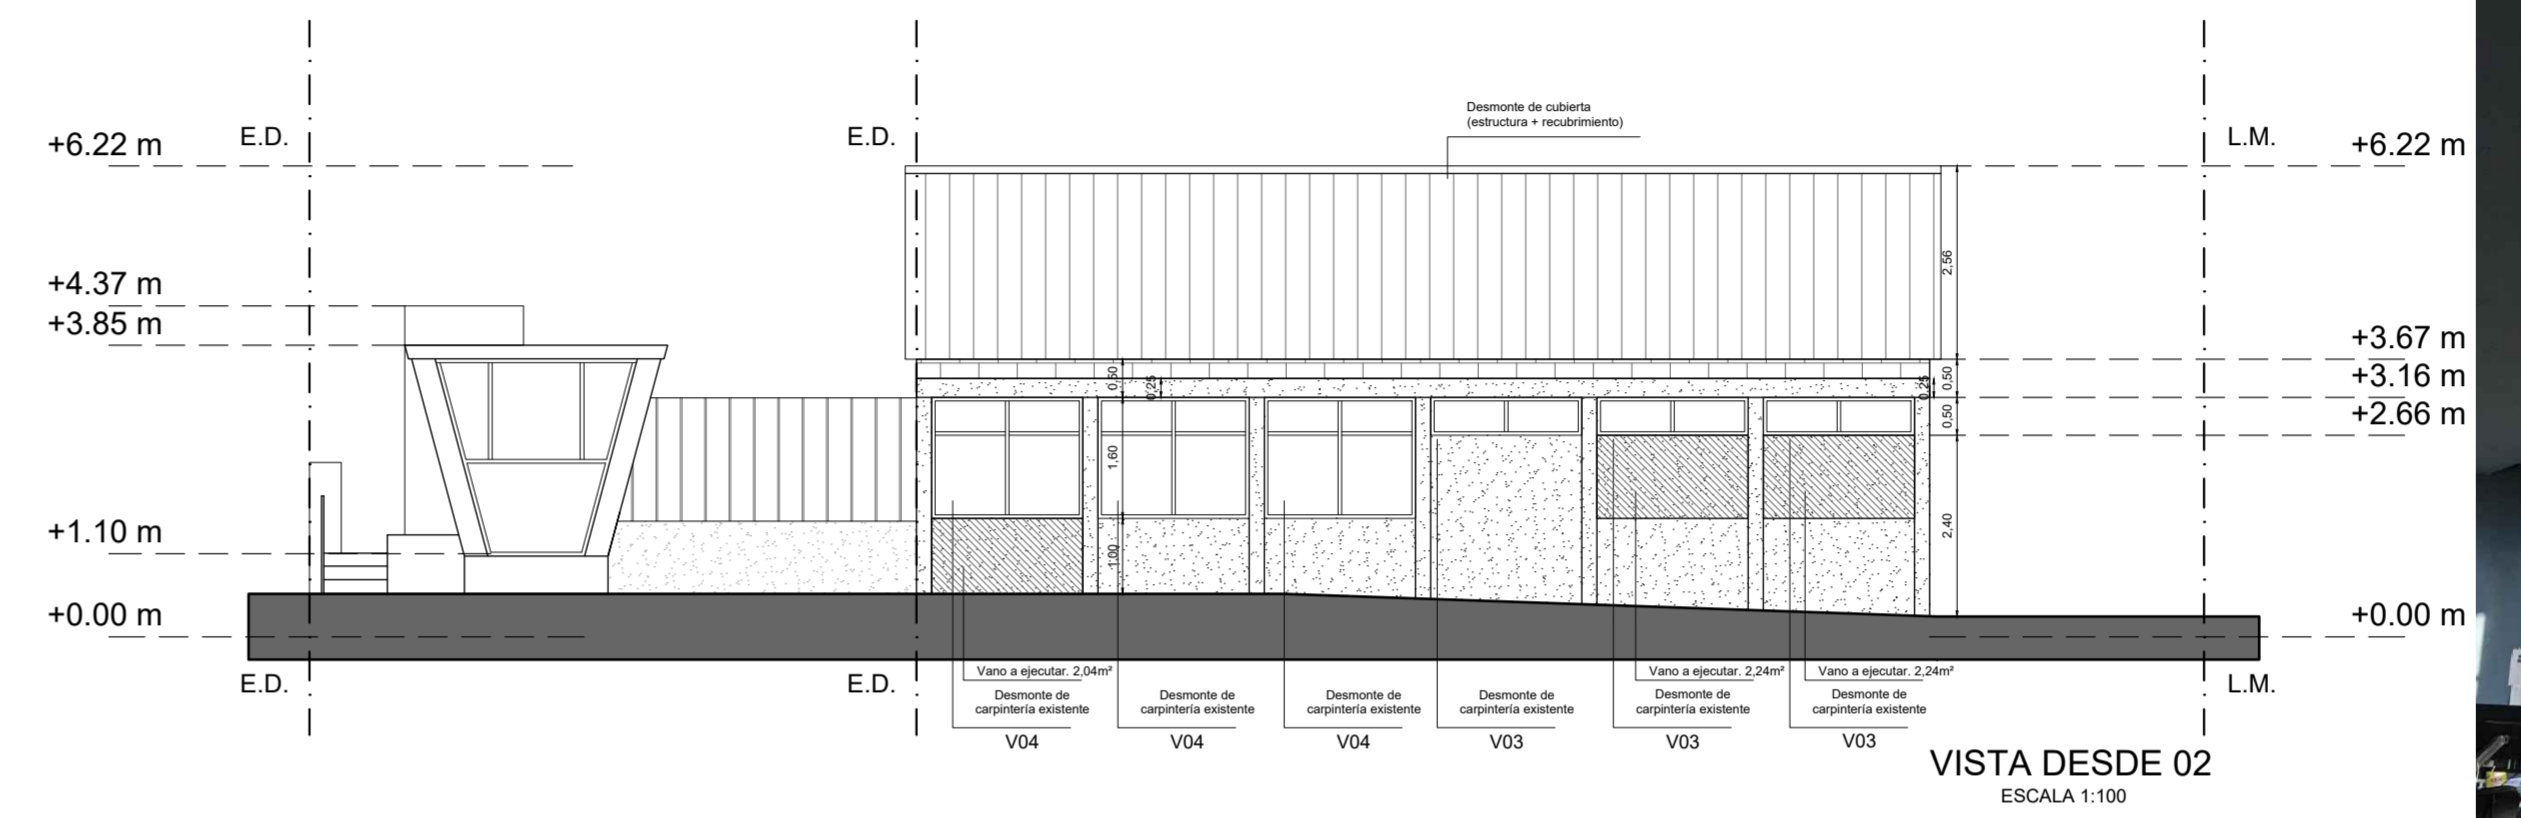 Desmonte de cubierta
(estructura + recubrimiento)
+6.22 m
E.D.
E.D.
L.M.
+6.22 m
2,56
+4.37 m
+3.85 m
+3.67 m
0,50
0,25
0,25
0,50
+3.16 m
0,50
+2.66 m
1,60
+1.10 m
1,00
2,40
+0.00 m
+0.00 m
E.D.
E.D.
L.M.
Vano a ejecutar. 2,04m²
Vano a ejecutar. 2,24m²
Vano a ejecutar. 2,24m²
Desmonte de
carpintería existente
V04
Desmonte de
carpintería existente
V04
Desmonte de
carpintería existente
V04
Desmonte de
carpintería existente
V03
Desmonte de
carpintería existente
V03
Desmonte de
carpintería existente
V03
VISTA DESDE 02
ESCALA 1:100